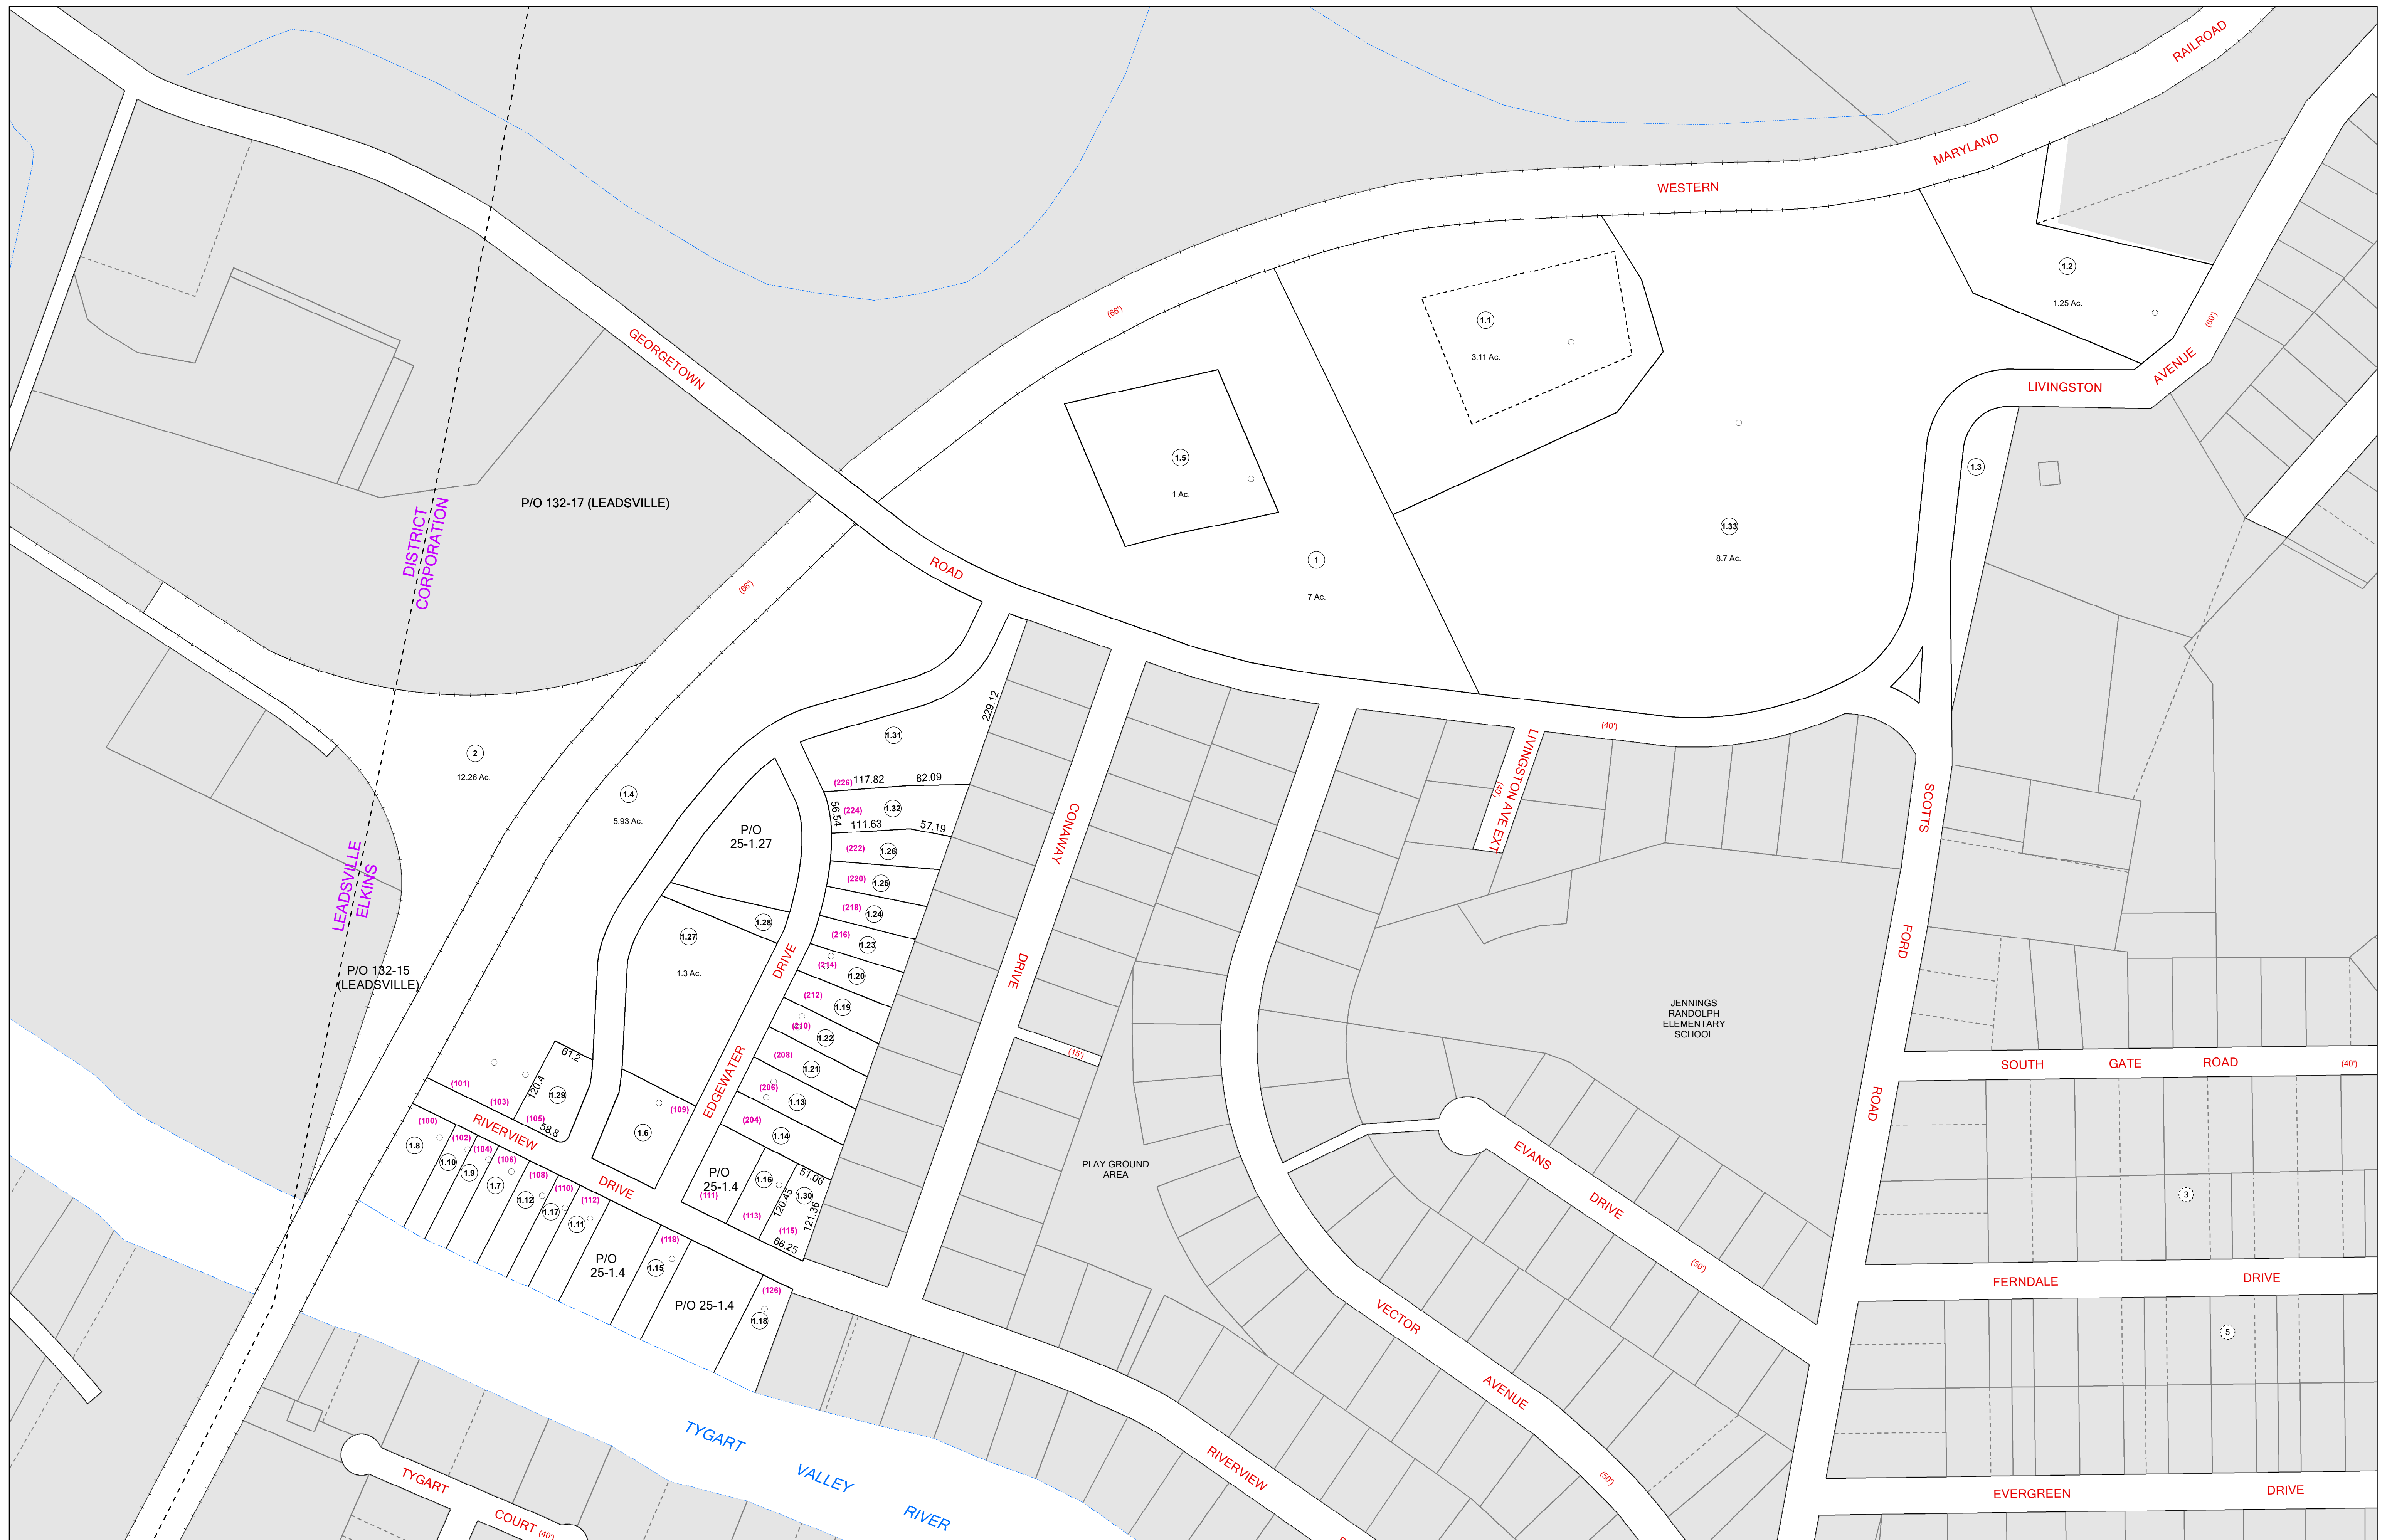 RAILROAD
MARYLAND
WESTERN
(66')
GEORGETOWN
1.1
3.11 Ac.
1.2
1.25 Ac.
(60')
AVENUE
LIVINGSTON
1.5
1 Ac.
1.3
P/O 132-17 (LEADSVILLE)
DISTRICT
CORPORATION
1.33
8.7 Ac.
ROAD
1
7 Ac.
(66')
229.12
1.31
(40')
LIVINGSTON AVE EXT
(40')
2
12.26 Ac.
1.4
5.93 Ac.
(226)
117.82
82.09
56.54
(224)
1.32
111.63
57.19
P/O
25-1.27
(222)
1.26
(220)
1.25
(218)
1.24
(216)
1.23
(214)
1.20
(212)
1.19
(210)
1.22
(208)
1.21
(206)
1.13
(204)
1.14
CONAWAY
DRIVE
SCOTTS
FORD
ROAD
LEADSVILLE
ELKINS
1.28
1.27
1.3 Ac.
DRIVE
EDGEWATER
P/O 132-15
(LEADSVILLE)
JENNINGS
RANDOLPH
ELEMENTARY
SCHOOL
(15')
SOUTH GATE ROAD (40')
61.2
120.4
1.29
58.8
(101)
(103)
(105)
(109)
1.6
RIVERVIEW
DRIVE
(100)
1.8
(102)
1.10
(104)
1.9
(106)
1.7
(108)
1.12
(110)
1.17
(112)
1.11
P/O
25-1.4
(111)
1.16
(113)
51.06
120.45
1.30
121.36
(115)
66.25
P/O
25-1.4
(118)
1.15
P/O 25-1.4
(126)
1.18
PLAY GROUND
AREA
EVANS
DRIVE
(50')
3
FERNDALE DRIVE
5
VECTOR
AVENUE
(50')
TYGART
VALLEY
RIVER
RIVERVIEW
TYGART
COURT (40')
EVERGREEN DRIVE